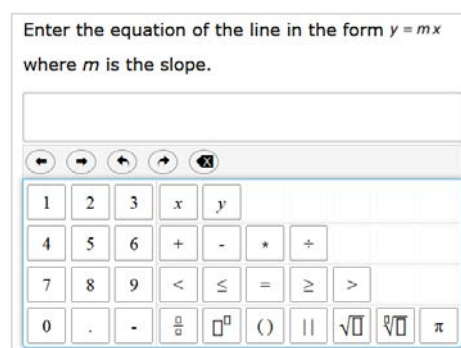 Enter the equation of the line in the form y = mx
where m is the slope.
1 2 3 x y
4 5 6 + - * ÷
7 8 9 < ≤ = ≥ >
0 . - ▯/▯ ▯^▯ () || √▯ ▯√▯ π